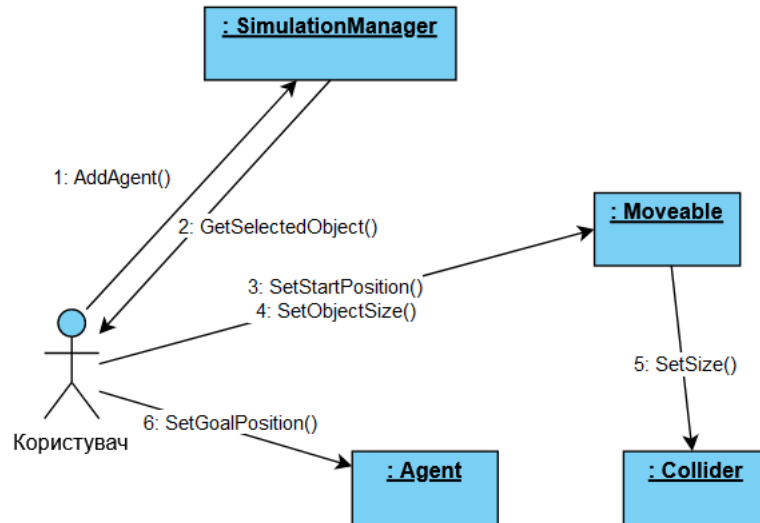 : SimulationManager
1: AddAgent()
2: GetSelectedObject()
: Moveable
3: SetStartPosition()
4: SetObjectSize()
5: SetSize()
6: SetGoalPosition()
Користувач
: Agent
: Collider